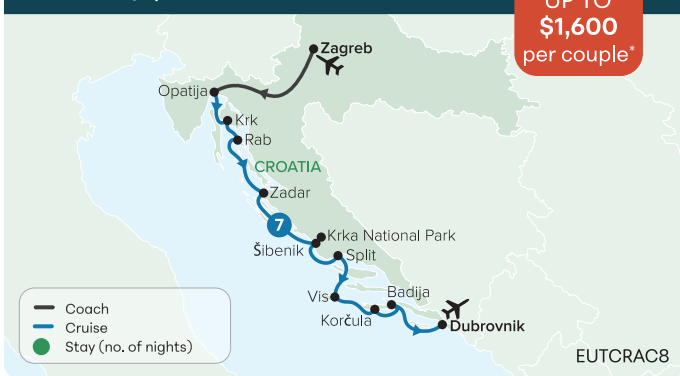 UP TO
$1,600
per couple*
Zagreb
Opatija
Krk
Rab
CROATIA
Zadar
7
Krka National Park
Šibenik
Split
Vis
Badija
Korčula
Dubrovnik
Coach
Cruise
Stay (no. of nights)
EUTCRAC8